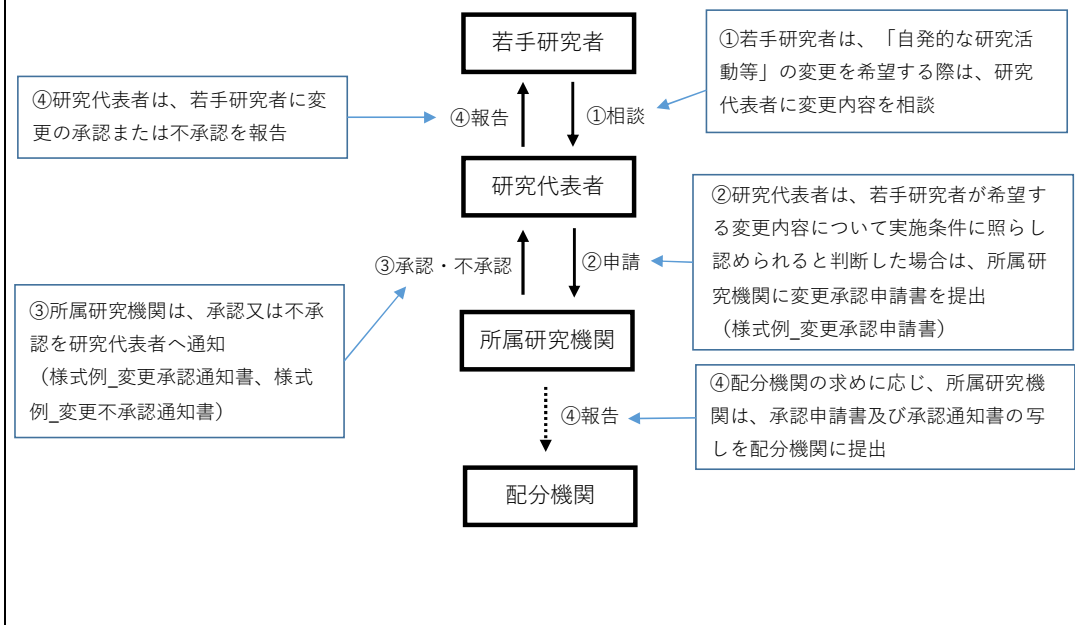 若手研究者
①若手研究者は、「自発的な研究活
動等」の変更を希望する際は、研究
代表者に変更内容を相談
④研究代表者は、若手研究者に変
更の承認または不承認を報告
④報告
①相談
研究代表者
②研究代表者は、若手研究者が希望す
る変更内容について実施条件に照らし
認められると判断した場合は、所属研
究機関に変更承認申請書を提出
（様式例_変更承認申請書）
③承認・不承認
②申請
③所属研究機関は、承認又は不承
認を研究代表者へ通知
（様式例_変更承認通知書、様式
例_変更不承認通知書）
所属研究機関
④配分機関の求めに応じ、所属研究機
関は、承認申請書及び承認通知書の写
しを配分機関に提出
④報告
配分機関